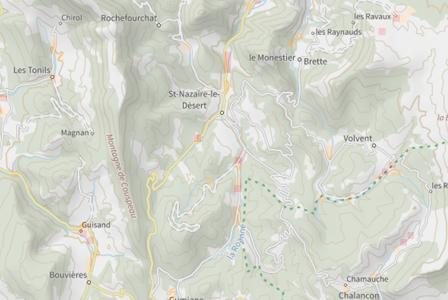 Chirol
Rochefourchat
les Ravaux
les Raynauds
le Monestier
Brette
Les Tonils
St-Nazaire-le-
Désert
Magnan
Volvent
Montagne de Couspeau
les R
Guisand
la Roanne
Bouvières
Chamauche
Chalancon